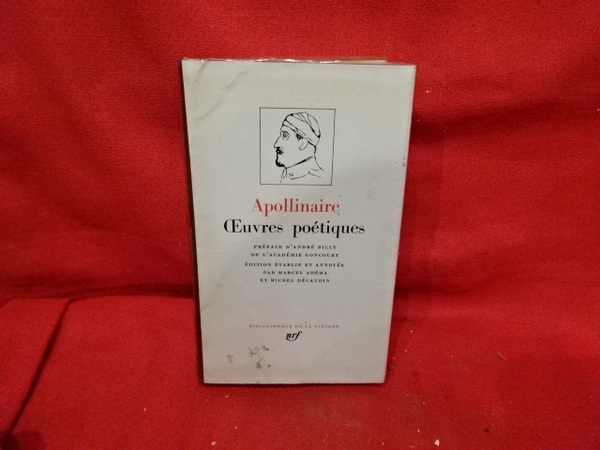 Apollinaire
Œuvres poétiques
PRÉFACE D'ANDRÉ BILLY
DE L'ACADÉMIE GONCOURT
ÉDITION ÉTABLIE ET ANNOTÉE
PAR MARCEL ADÉMA
ET MICHEL DÉCAUDIN
BIBLIOTHÈQUE DE LA PLÉIADE
nrf